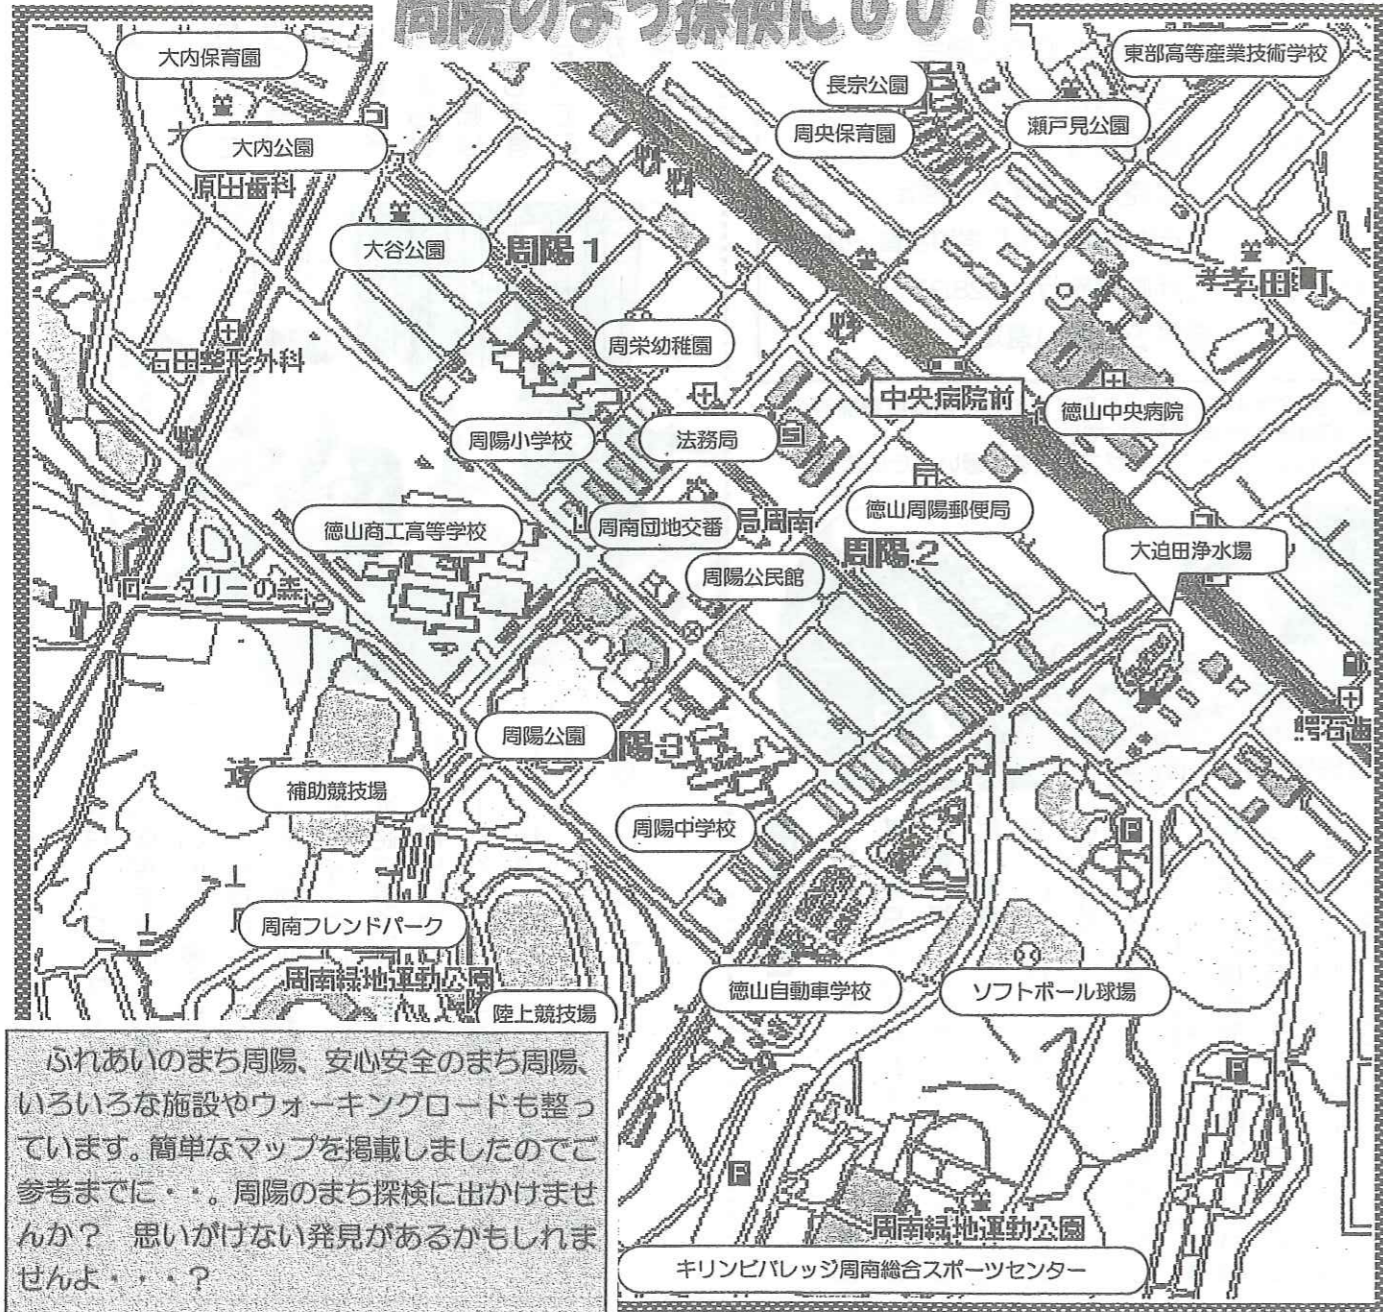 周陽のまち探検にGO！
大内保育園
東部高等産業技術学校
長宗公園
周央保育園
瀬戸見公園
大内公園
原田歯科
大谷公園
周陽1
石田整形外科
周栄幼稚園
中央病院前
徳山中央病院
周陽小学校
法務局
徳山商工高等学校
周南団地交番
局周南
徳山周陽郵便局
周陽2
大迫田浄水場
周陽公民館
ロータリーの森
周陽公園
補助競技場
周陽中学校
周南フレンドパーク
周南緑地運動公園
陸上競技場
徳山自動車学校
ソフトボール球場
周南緑地運動公園
キリンビバレッジ周南総合スポーツセンター
ふれあいのまち周陽、安心安全のまち周陽、
いろいろな施設やウォーキングロードも整っ
ています。簡単なマップを掲載しましたのでご
参考までに・・。周陽のまち探検に出かけませ
んか？　思いがけない発見があるかもしれま
せんよ・・・？